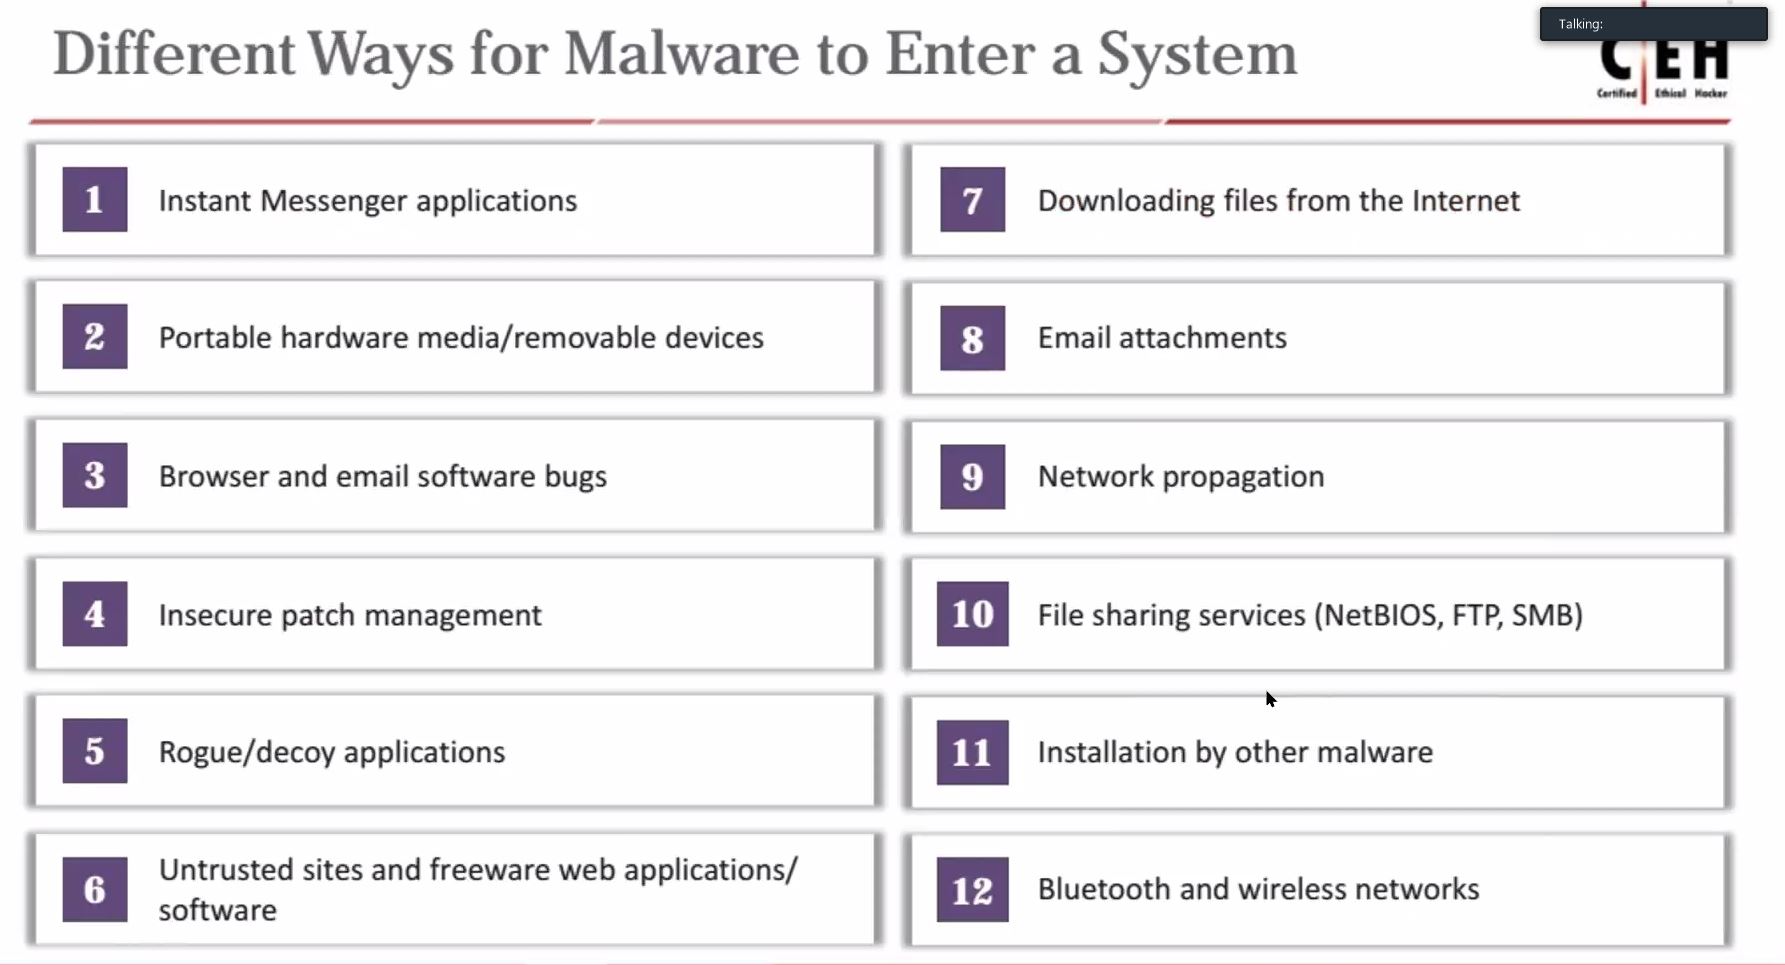 Different Ways for Malware to Enter a System
Talking:
CEH
Certified Ethical Hacker
1 Instant Messenger applications
2 Portable hardware media/removable devices
3 Browser and email software bugs
4 Insecure patch management
5 Rogue/decoy applications
6 Untrusted sites and freeware web applications/
software
7 Downloading files from the Internet
8 Email attachments
9 Network propagation
10 File sharing services (NetBIOS, FTP, SMB)
11 Installation by other malware
12 Bluetooth and wireless networks